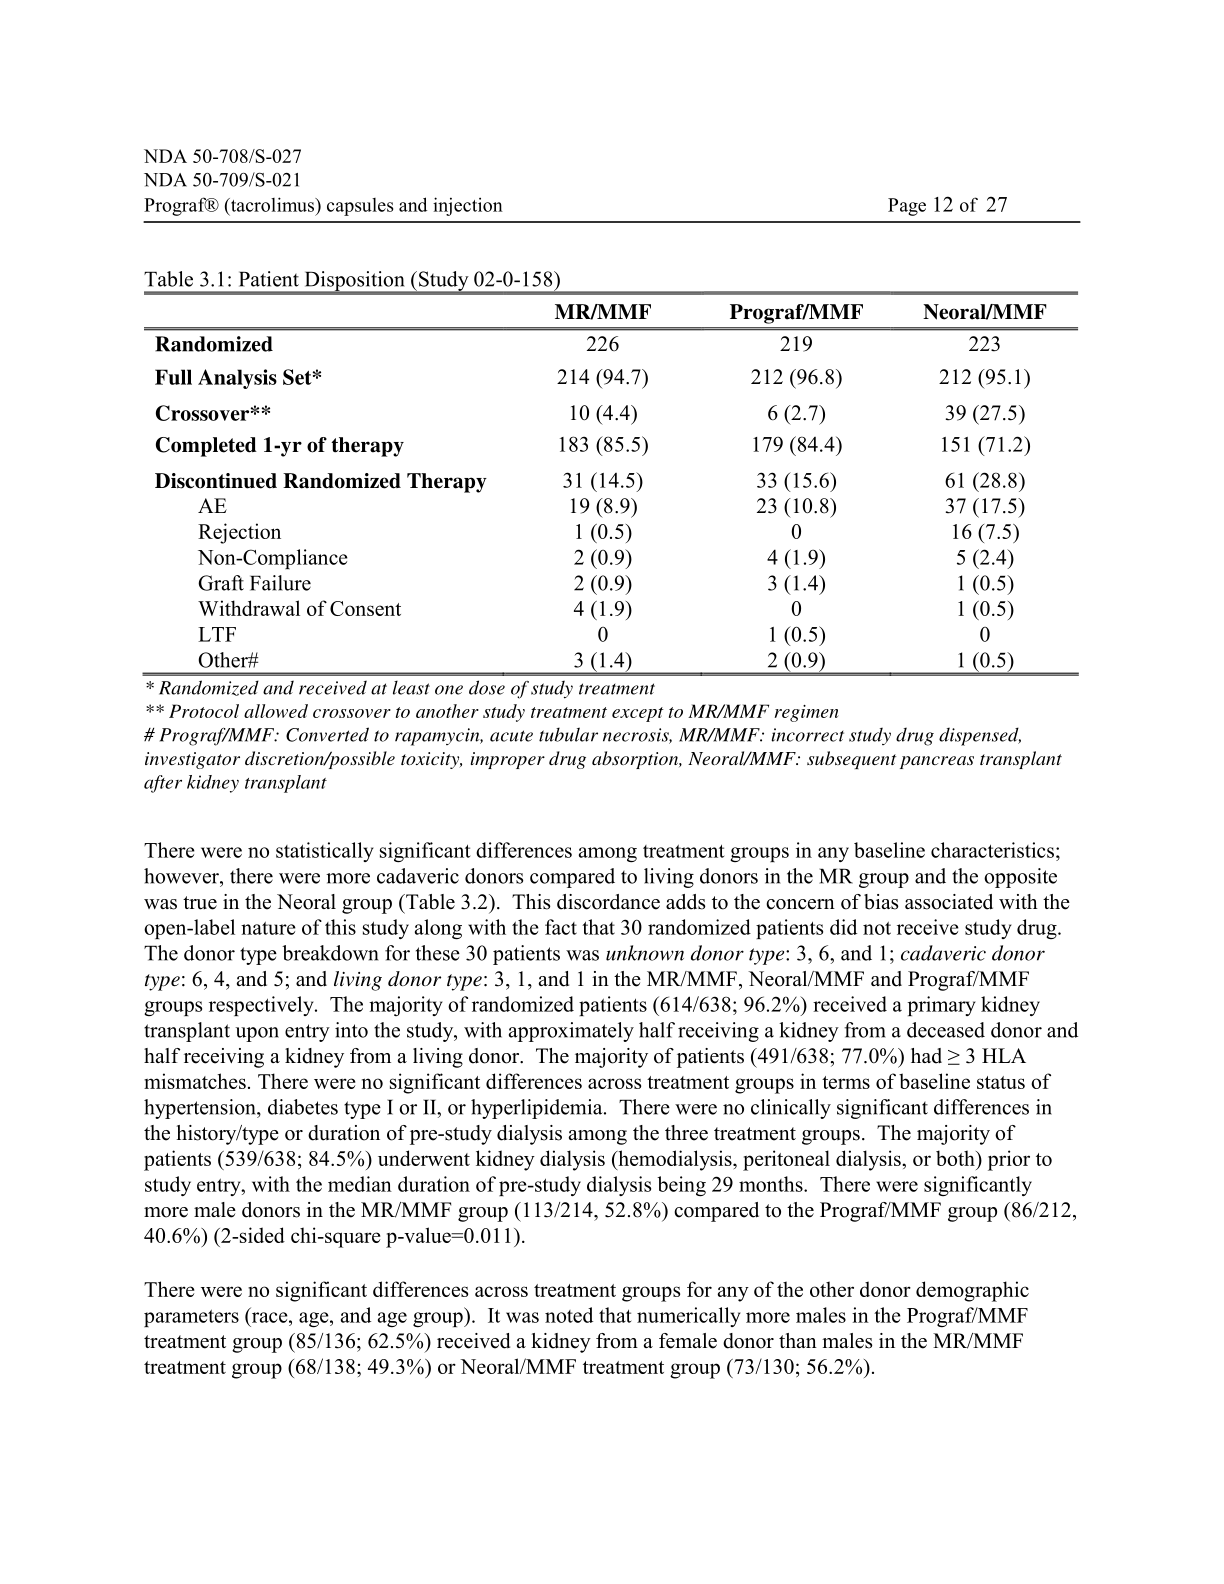 NDA 50-708/S-027
NDA 50-709/S-021
Prograf® (tacrolimus) capsules and injection Page 12 of 27
Table 3.1: Patient Disposition (Study 02-0-158)
MR/MMF Prograf/MMF Neoral/MMF
Randomized 226 219 223
Full Analysis Set* 214 (94.7) 212 (96.8) 212 (95.1)
Crossover** 10 (4.4) 6 (2.7) 39 (27.5)
Completed 1-yr of therapy 183 (85.5) 179 (84.4) 151 (71.2)
Discontinued Randomized Therapy 31 (14.5) 33 (15.6) 61 (28.8)
AE 19 (8.9) 23 (10.8) 37 (17.5)
Rejection 1 (0.5) 0 16 (7.5)
Non-Compliance 2 (0.9) 4 (1.9) 5 (2.4)
Graft Failure 2 (0.9) 3 (1.4) 1 (0.5)
Withdrawal of Consent 4 (1.9) 0 1 (0.5)
LTF 0 1 (0.5) 0
Other# 3 (1.4) 2 (0.9) 1 (0.5)
* Randomized and received at least one dose of study treatment
** Protocol allowed crossover to another study treatment except to MR/MMF regimen
# Prograf/MMF: Converted to rapamycin, acute tubular necrosis, MR/MMF: incorrect study drug dispensed,
investigator discretion/possible toxicity, improper drug absorption, Neoral/MMF: subsequent pancreas transplant
after kidney transplant
There were no statistically significant differences among treatment groups in any baseline characteristics;
however, there were more cadaveric donors compared to living donors in the MR group and the opposite
was true in the Neoral group (Table 3.2). This discordance adds to the concern of bias associated with the
open-label nature of this study along with the fact that 30 randomized patients did not receive study drug.
The donor type breakdown for these 30 patients was unknown donor type: 3, 6, and 1; cadaveric donor
type: 6, 4, and 5; and living donor type: 3, 1, and 1 in the MR/MMF, Neoral/MMF and Prograf/MMF
groups respectively. The majority of randomized patients (614/638; 96.2%) received a primary kidney
transplant upon entry into the study, with approximately half receiving a kidney from a deceased donor and
half receiving a kidney from a living donor. The majority of patients (491/638; 77.0%) had ≥ 3 HLA
mismatches. There were no significant differences across treatment groups in terms of baseline status of
hypertension, diabetes type I or II, or hyperlipidemia. There were no clinically significant differences in
the history/type or duration of pre-study dialysis among the three treatment groups. The majority of
patients (539/638; 84.5%) underwent kidney dialysis (hemodialysis, peritoneal dialysis, or both) prior to
study entry, with the median duration of pre-study dialysis being 29 months. There were significantly
more male donors in the MR/MMF group (113/214, 52.8%) compared to the Prograf/MMF group (86/212,
40.6%) (2-sided chi-square p-value=0.011).
There were no significant differences across treatment groups for any of the other donor demographic
parameters (race, age, and age group). It was noted that numerically more males in the Prograf/MMF
treatment group (85/136; 62.5%) received a kidney from a female donor than males in the MR/MMF
treatment group (68/138; 49.3%) or Neoral/MMF treatment group (73/130; 56.2%).